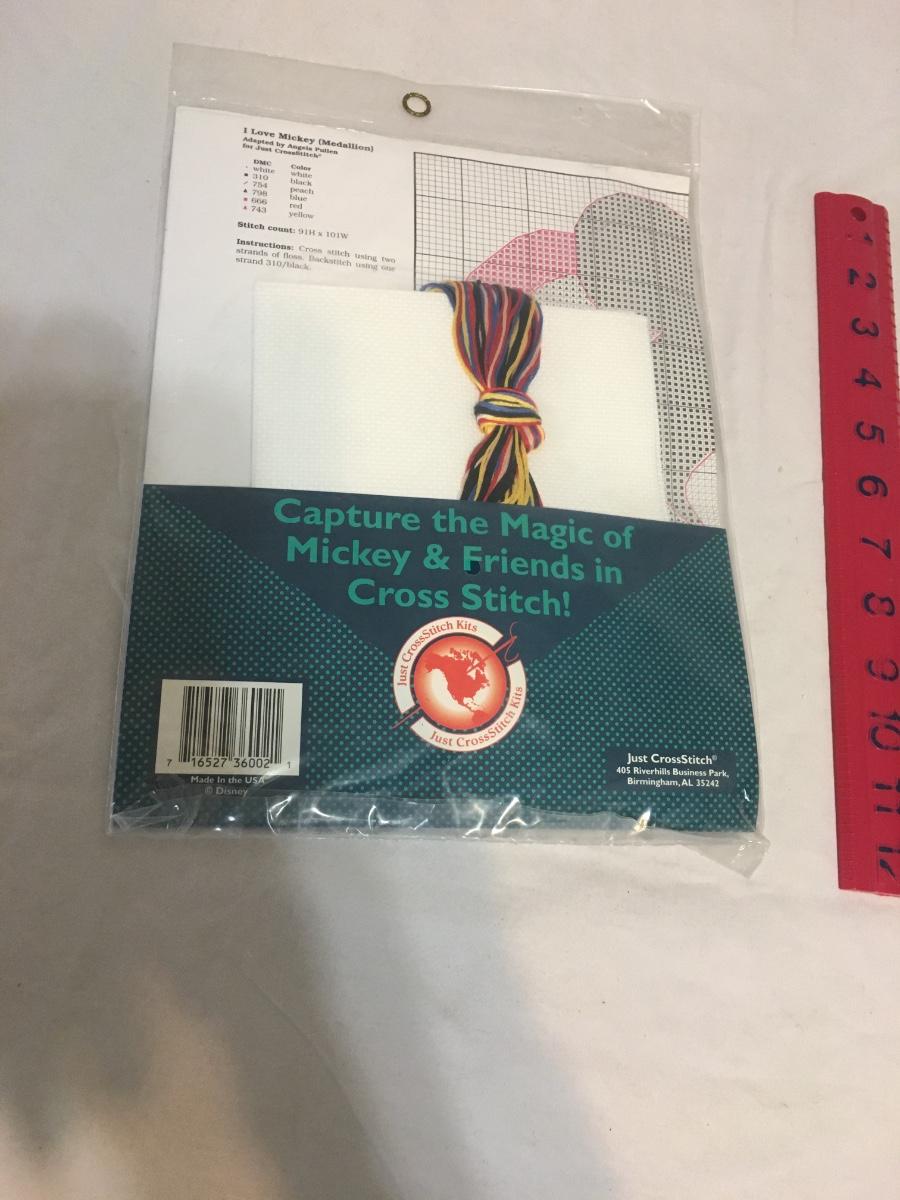 I Love Mickey (Medallion)
Adapted by Angela Pullen
for Just CrossStitch®
DMC Color
white white
310 black
754 peach
798 blue
666 red
743 yellow
Stitch count: 91H x 101W
Instructions: Cross stitch using two
strands of floss. Backstitch using one
strand 310/black.
Capture the Magic of
Mickey & Friends in
Cross Stitch!
Just CrossStitch Kits
Just CrossStitch Kits
7 16527 36002 1
Made in the USA
© Disney
Just CrossStitch®
405 Riverhills Business Park,
Birmingham, AL 35242
1
2
3
4
5
6
7
8
9
10
11
12